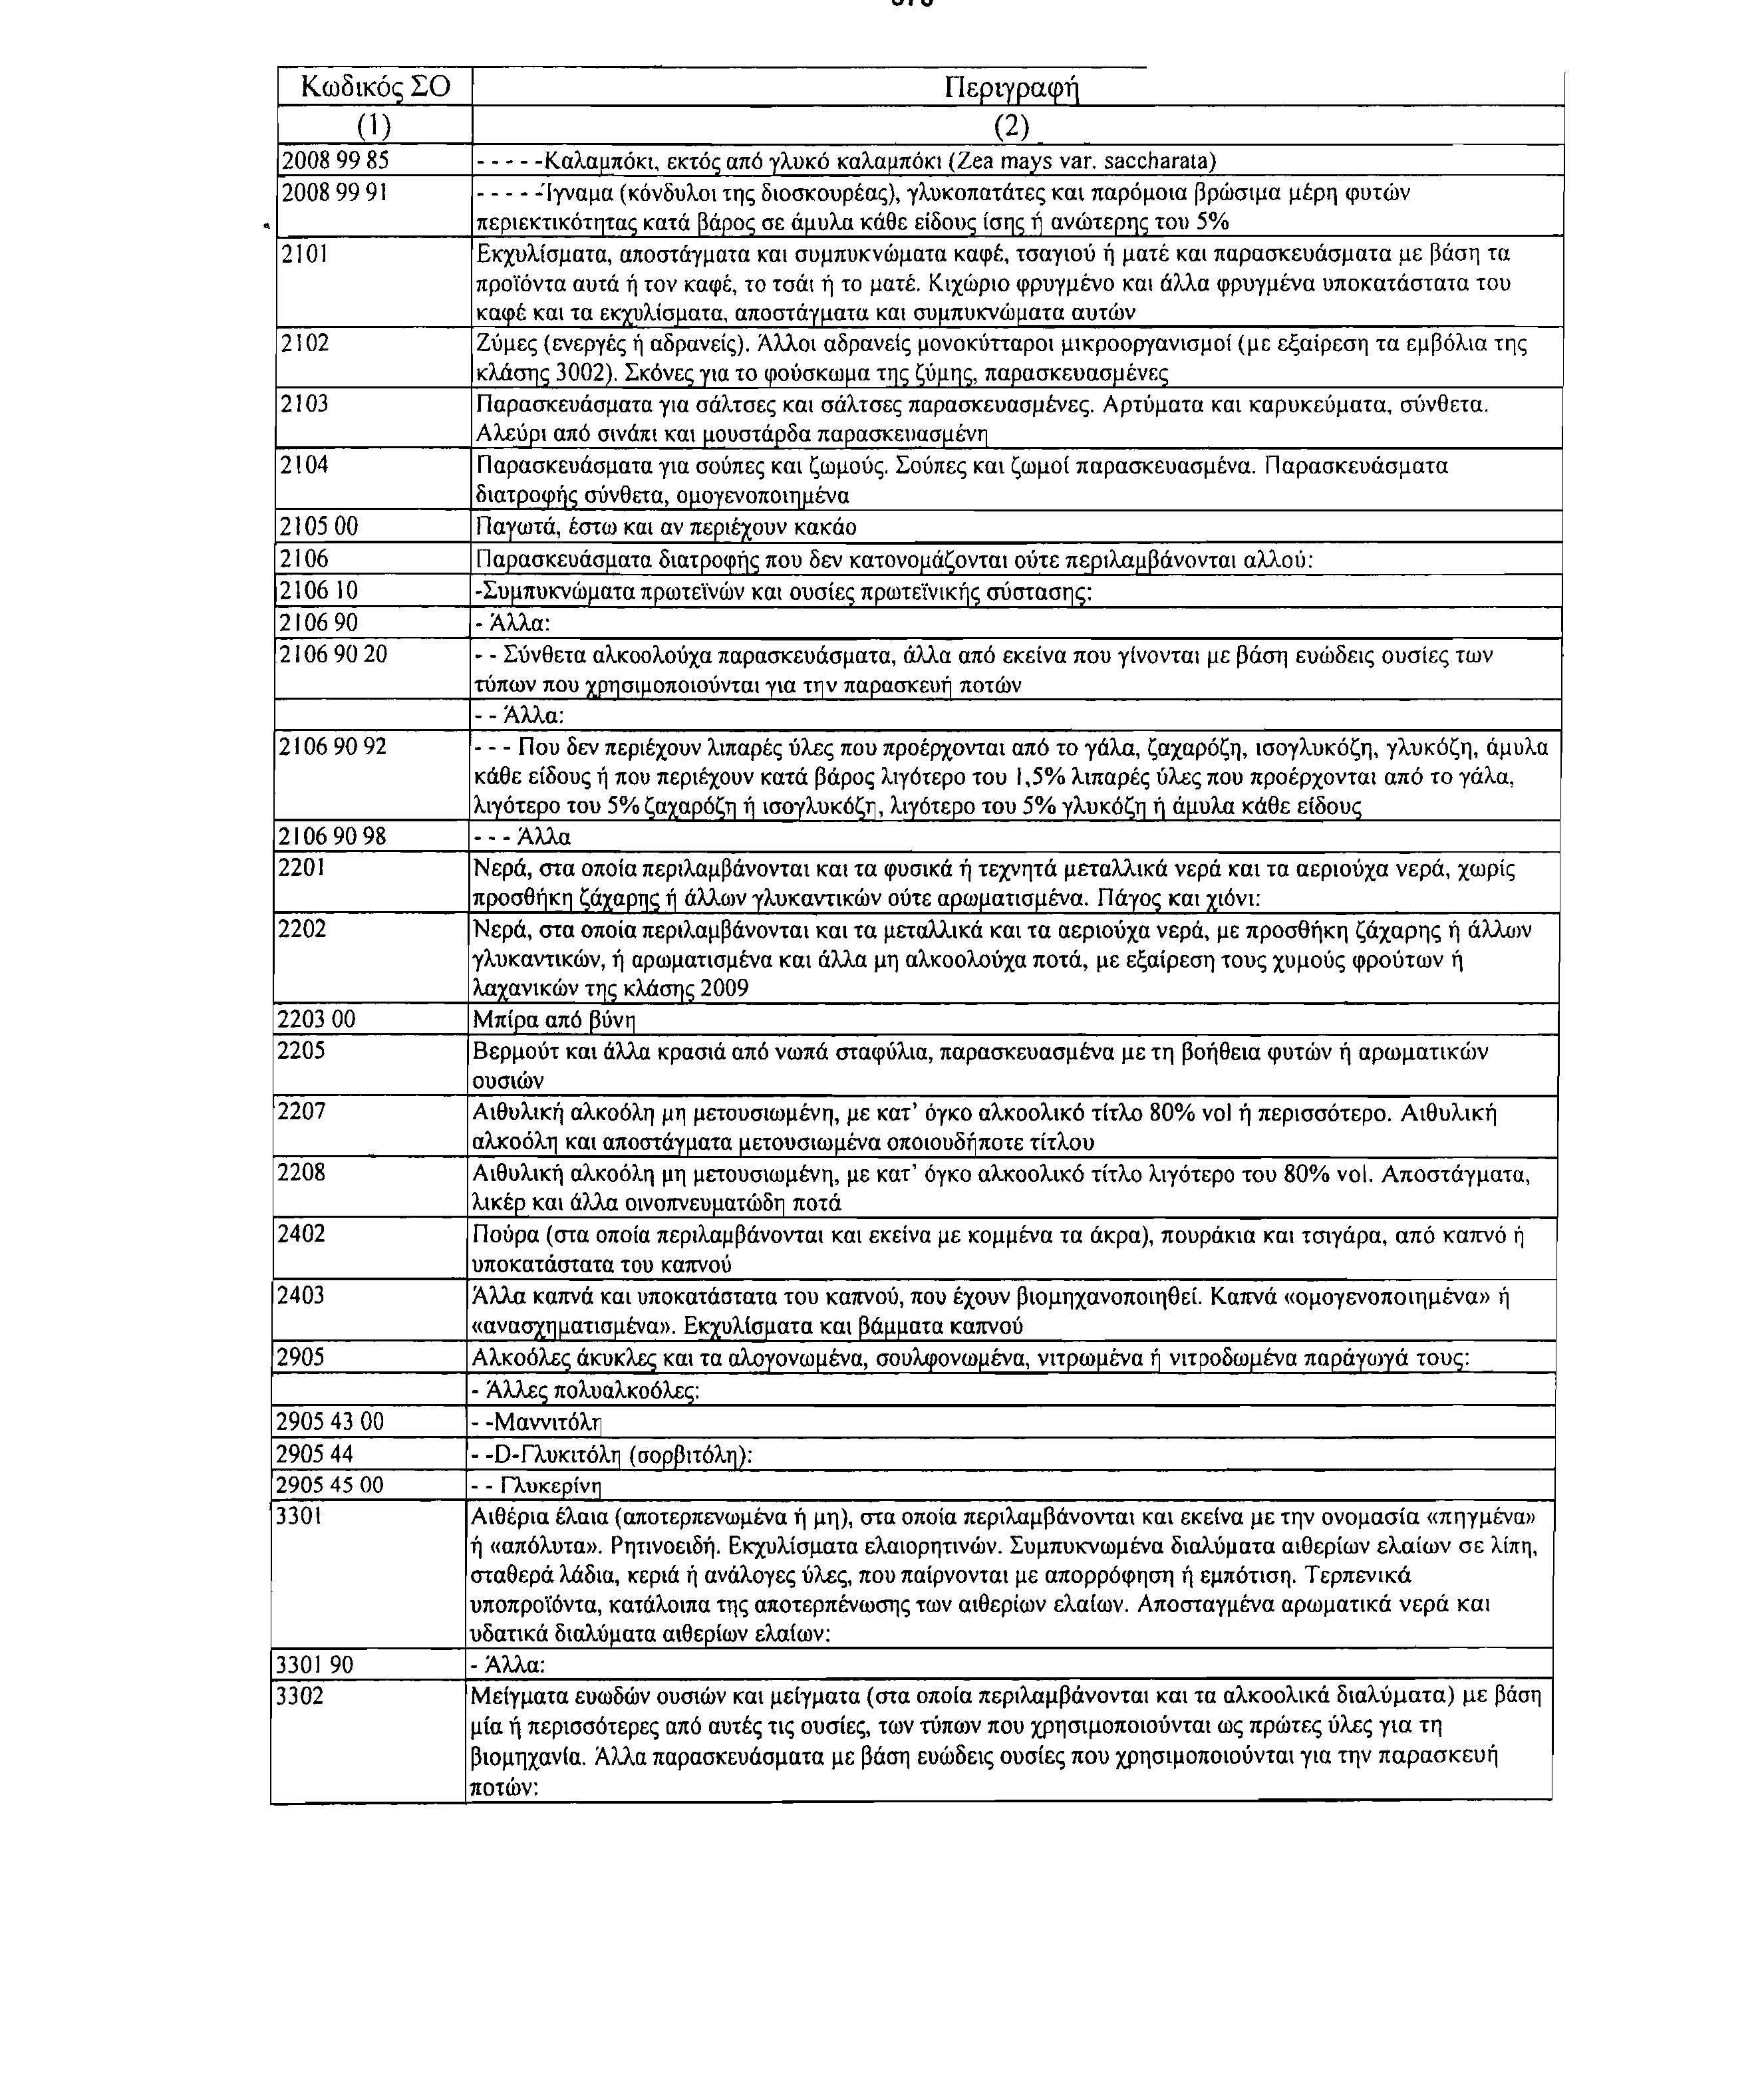 Κωδικός ΣΟ Περιγραφή
(1) (2)
2008 99 85 - - - - -Καλαμπόκι, εκτός από γλυκό καλαμπόκι (Zea mays var. saccharata)
2008 99 91 - - - - -Ίγναμα (κόνδυλοι της διοσκουρέας), γλυκοπατάτες και παρόμοια βρώσιμα μέρη φυτών
περιεκτικότητας κατά βάρος σε άμυλα κάθε είδους ίσης ή ανώτερης του 5%
2101 Εκχυλίσματα, αποστάγματα και συμπυκνώματα καφέ, τσαγιού ή ματέ και παρασκευάσματα με βάση τα
προϊόντα αυτά ή τον καφέ, το τσάι ή το ματέ. Κιχώριο φρυγμένο και άλλα φρυγμένα υποκατάστατα του
καφέ και τα εκχυλίσματα, αποστάγματα και συμπυκνώματα αυτών
2102 Ζύμες (ενεργές ή αδρανείς). Άλλοι αδρανείς μονοκύτταροι μικροοργανισμοί (με εξαίρεση τα εμβόλια της
κλάσης 3002). Σκόνες για το φούσκωμα της ζύμης, παρασκευασμένες
2103 Παρασκευάσματα για σάλτσες και σάλτσες παρασκευασμένες. Αρτύματα και καρυκεύματα, σύνθετα.
Αλεύρι από σινάπι και μουστάρδα παρασκευασμένη
2104 Παρασκευάσματα για σούπες και ζωμούς. Σούπες και ζωμοί παρασκευασμένα. Παρασκευάσματα
διατροφής σύνθετα, ομογενοποιημένα
2105 00 Παγωτά, έστω και αν περιέχουν κακάο
2106 Παρασκευάσματα διατροφής που δεν κατονομάζονται ούτε περιλαμβάνονται αλλού:
2106 10 -Συμπυκνώματα πρωτεϊνών και ουσίες πρωτεϊνικής σύστασης:
2106 90 - Άλλα:
2106 90 20 - - Σύνθετα αλκοολούχα παρασκευάσματα, άλλα από εκείνα που γίνονται με βάση ευώδεις ουσίες των
τύπων που χρησιμοποιούνται για την παρασκευή ποτών
- - Άλλα:
2106 90 92 - - - Που δεν περιέχουν λιπαρές ύλες που προέρχονται από το γάλα, ζαχαρόζη, ισογλυκόζη, γλυκόζη, άμυλα
κάθε είδους ή που περιέχουν κατά βάρος λιγότερο του 1,5% λιπαρές ύλες που προέρχονται από το γάλα,
λιγότερο του 5% ζαχαρόζη ή ισογλυκόζη, λιγότερο του 5% γλυκόζη ή άμυλα κάθε είδους
2106 90 98 - - - Άλλα
2201 Νερά, στα οποία περιλαμβάνονται και τα φυσικά ή τεχνητά μεταλλικά νερά και τα αεριούχα νερά, χωρίς
προσθήκη ζάχαρης ή άλλων γλυκαντικών ούτε αρωματισμένα. Πάγος και χιόνι:
2202 Νερά, στα οποία περιλαμβάνονται και τα μεταλλικά και τα αεριούχα νερά, με προσθήκη ζάχαρης ή άλλων
γλυκαντικών, ή αρωματισμένα και άλλα μη αλκοολούχα ποτά, με εξαίρεση τους χυμούς φρούτων ή
λαχανικών της κλάσης 2009
2203 00 Μπίρα από βύνη
2205 Βερμούτ και άλλα κρασιά από νωπά σταφύλια, παρασκευασμένα με τη βοήθεια φυτών ή αρωματικών
ουσιών
2207 Αιθυλική αλκοόλη μη μετουσιωμένη, με κατ’ όγκο αλκοολικό τίτλο 80% vol ή περισσότερο. Αιθυλική
αλκοόλη και αποστάγματα μετουσιωμένα οποιουδήποτε τίτλου
2208 Αιθυλική αλκοόλη μη μετουσιωμένη, με κατ’ όγκο αλκοολικό τίτλο λιγότερο του 80% vol. Αποστάγματα,
λικέρ και άλλα οινοπνευματώδη ποτά
2402 Πούρα (στα οποία περιλαμβάνονται και εκείνα με κομμένα τα άκρα), πουράκια και τσιγάρα, από καπνό ή
υποκατάστατα του καπνού
2403 Άλλα καπνά και υποκατάστατα του καπνού, που έχουν βιομηχανοποιηθεί. Καπνά «ομογενοποιημένα» ή
«ανασχηματισμένα». Εκχυλίσματα και βάμματα καπνού
2905 Αλκοόλες άκυκλες και τα αλογονωμένα, σουλφονωμένα, νιτρωμένα ή νιτροδωμένα παράγωγά τους:
- Άλλες πολυαλκοόλες:
2905 43 00 - -Μαννιτόλη
2905 44 - -D-Γλυκιτόλη (σορβιτόλη):
2905 45 00 - - Γλυκερίνη
3301 Αιθέρια έλαια (αποτερπενωμένα ή μη), στα οποία περιλαμβάνονται και εκείνα με την ονομασία «πηγμένα»
ή «απόλυτα». Ρητινοειδή. Εκχυλίσματα ελαιορητινών. Συμπυκνωμένα διαλύματα αιθερίων ελαίων σε λίπη,
σταθερά λάδια, κεριά ή ανάλογες ύλες, που παίρνονται με απορρόφηση ή εμπότιση. Τερπενικά
υποπροϊόντα, κατάλοιπα της αποτερπένωσης των αιθερίων ελαίων. Αποσταγμένα αρωματικά νερά και
υδατικά διαλύματα αιθερίων ελαίων:
3301 90 - Άλλα:
3302 Μείγματα ευωδών ουσιών και μείγματα (στα οποία περιλαμβάνονται και τα αλκοολικά διαλύματα) με βάση
μία ή περισσότερες από αυτές τις ουσίες, των τύπων που χρησιμοποιούνται ως πρώτες ύλες για τη
βιομηχανία. Άλλα παρασκευάσματα με βάση ευώδεις ουσίες που χρησιμοποιούνται για την παρασκευή
ποτών: